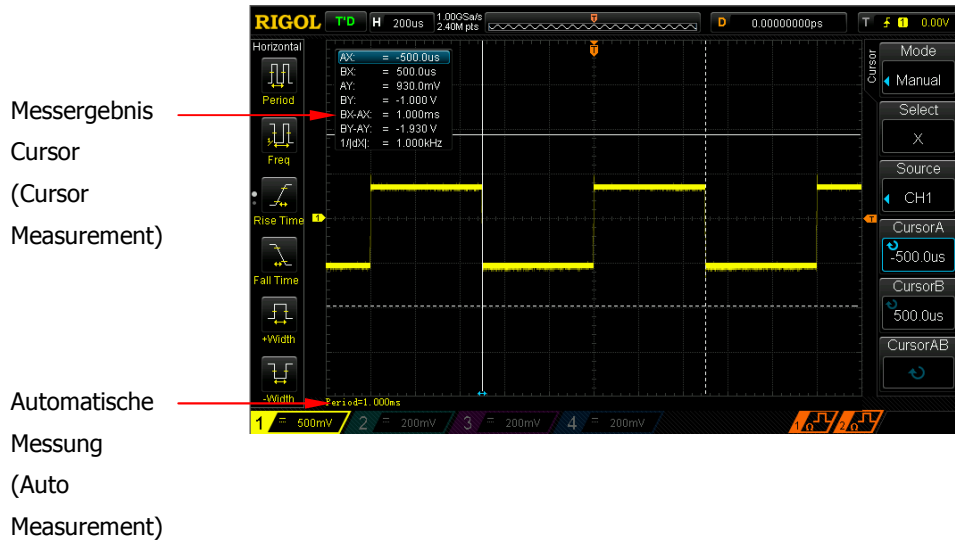 RIGOL T'D H 200us 1.00GSa/s 2.40M pts D 0.00000000ps T 1 0.00V
Horizontal
Period
Freq
Rise Time
Fall Time
+Width
-Width
AX: = -500.0us
BX: = 500.0us
AY: = 930.0mV
BY: = -1.000 V
BX-AX: = 1.000ms
BY-AY: = -1.930 V
1/|dX|: = 1.000kHz
T
1
T
Cursor
Mode
Manual
Select
X
Source
CH1
CursorA
-500.0us
CursorB
500.0us
CursorAB
Messergebnis
Cursor
(Cursor
Measurement)
Automatische
Messung
(Auto
Measurement)
Period=1.000ms
1 = 500mV 2 = 200mV 3 = 200mV 4 = 200mV 1 Ω 2 Ω